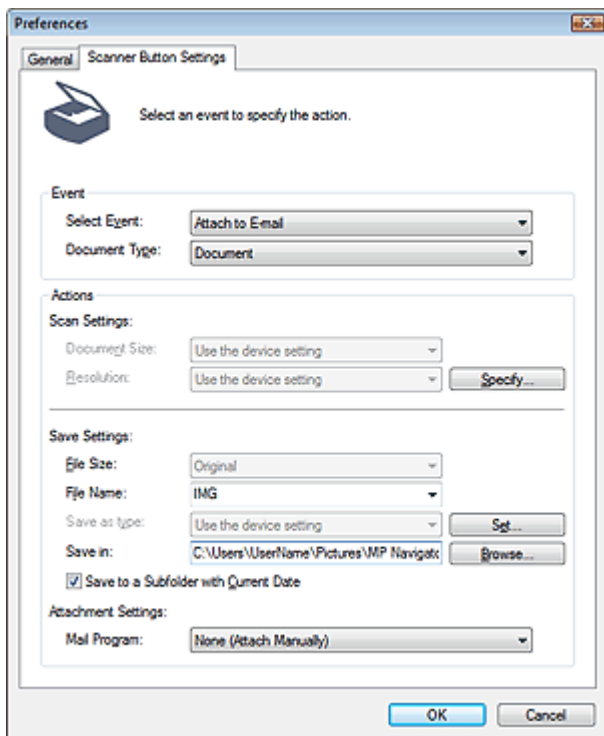 Preferences
General Scanner Button Settings
Select an event to specify the action.
Event
Select Event: Attach to E-mail
Document Type: Document
Actions
Scan Settings:
Document Size: Use the device setting
Resolution: Use the device setting Specify...
Save Settings:
File Size: Original
File Name: IMG
Save as type: Use the device setting Set...
Save in: C:\Users\UserName\Pictures\MP Navigato Browse...
Save to a Subfolder with Current Date
Attachment Settings:
Mail Program: None (Attach Manually)
OK Cancel